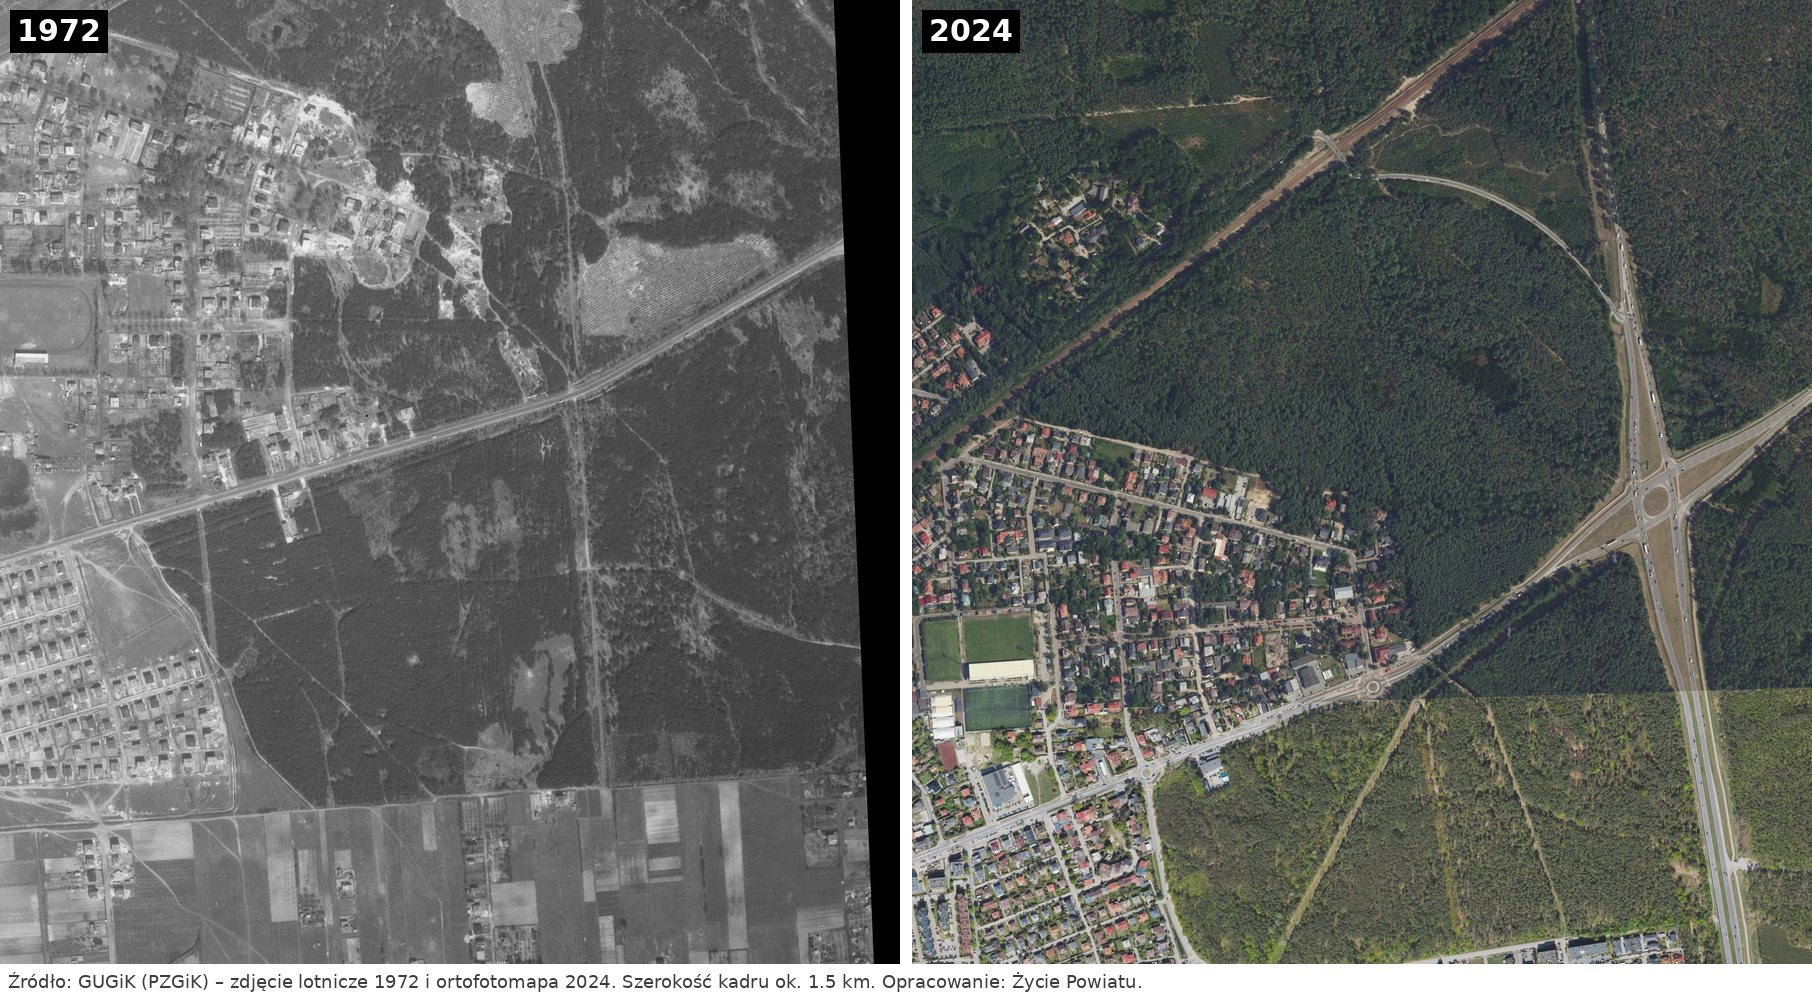 1972
2024
Źródło: GUGiK (PZGiK) – zdjęcie lotnicze 1972 i ortofotomapa 2024. Szerokość kadru ok. 1.5 km. Opracowanie: Życie Powiatu.